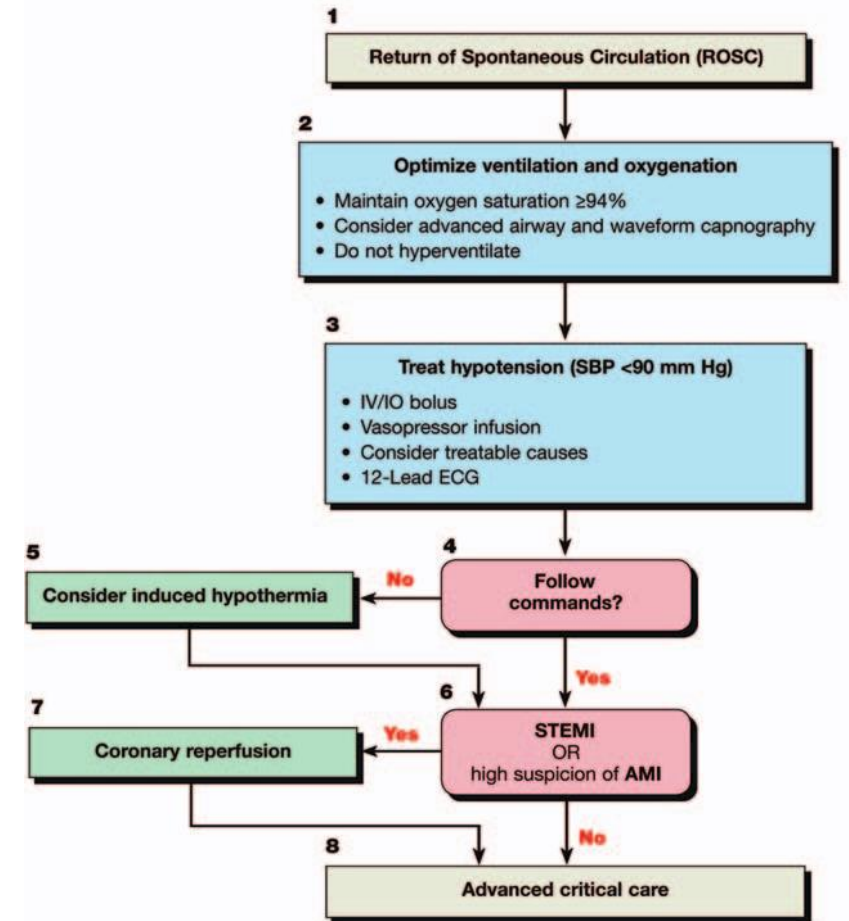 1
Return of Spontaneous Circulation (ROSC)
2
Optimize ventilation and oxygenation
• Maintain oxygen saturation ≥94%
• Consider advanced airway and waveform capnography
• Do not hyperventilate
3
Treat hypotension (SBP <90 mm Hg)
• IV/IO bolus
• Vasopressor infusion
• Consider treatable causes
• 12-Lead ECG
4
Follow
commands?
No
5
Consider induced hypothermia
Yes
6
STEMI
OR
high suspicion of AMI
Yes
7
Coronary reperfusion
No
8
Advanced critical care